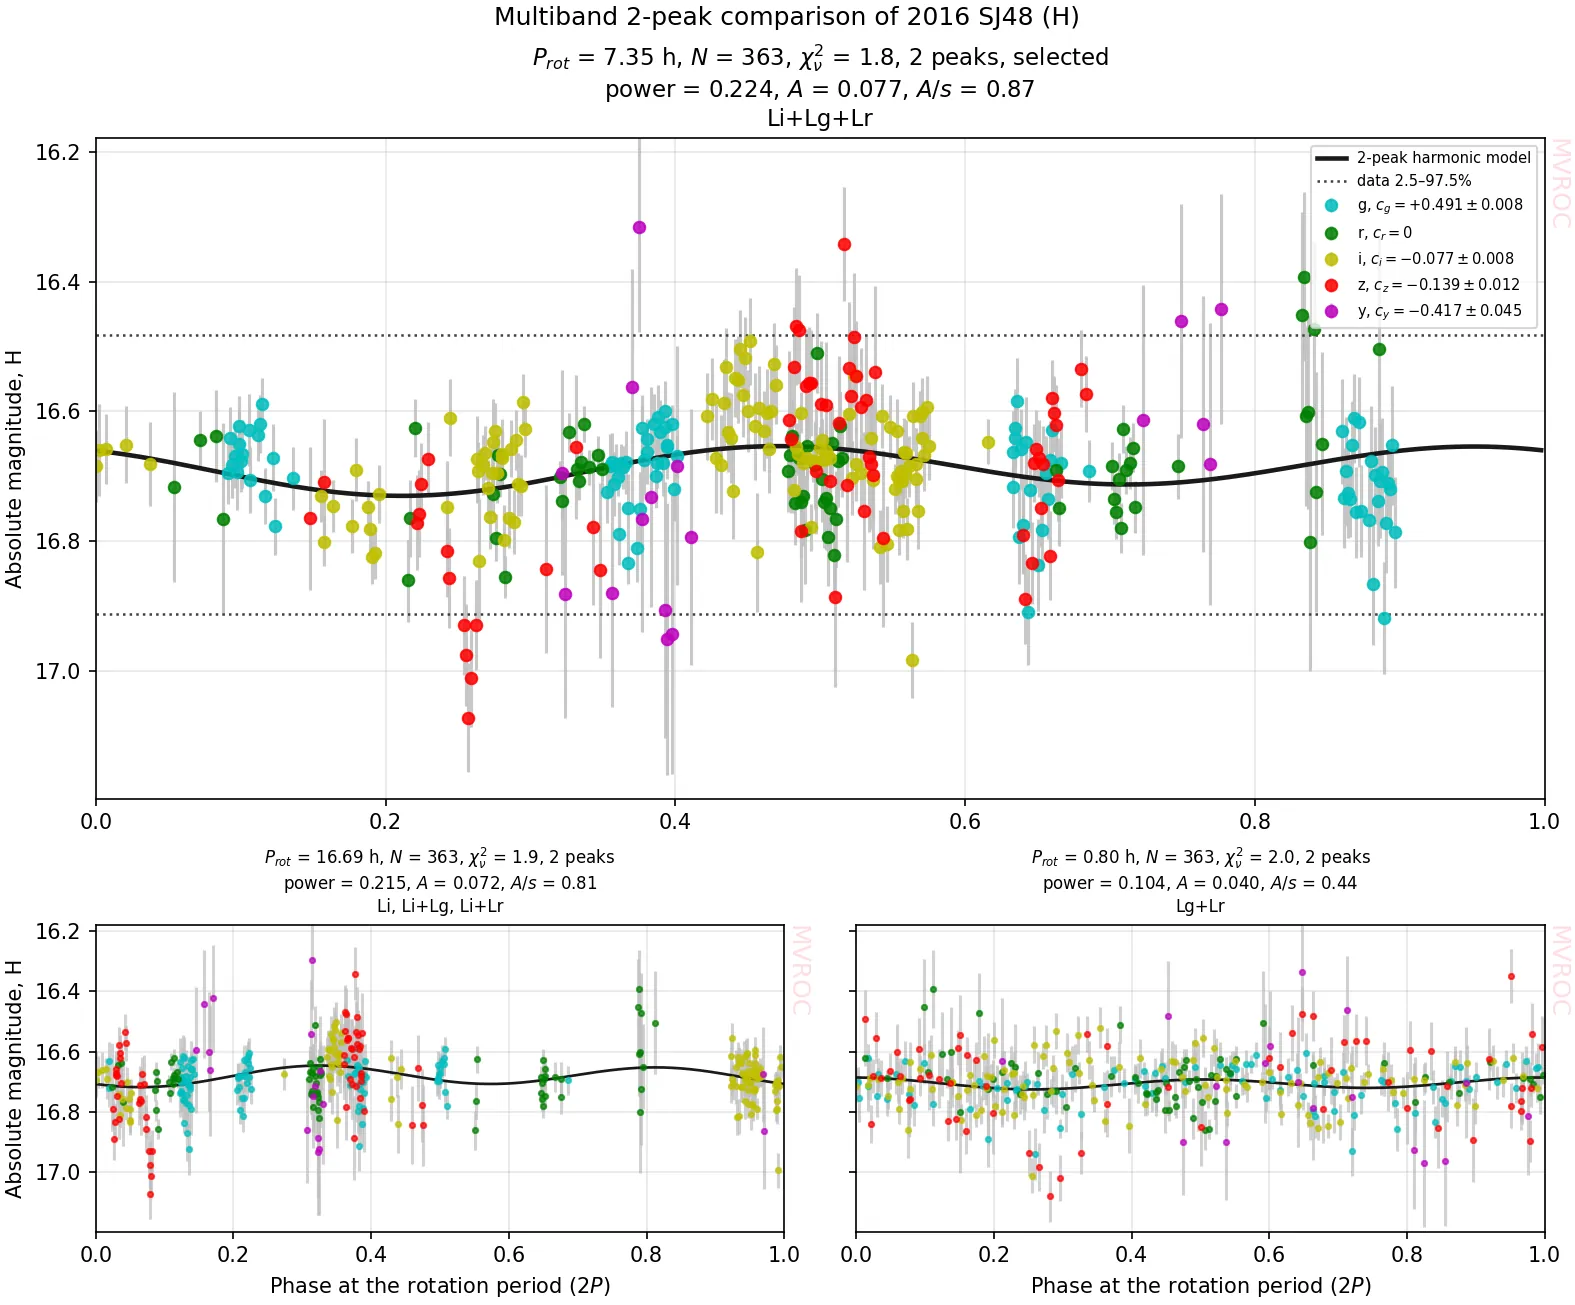 Multiband 2-peak comparison of 2016 SJ48 (H)
P_rot = 7.35 h, N = 363, χ²_ν = 1.8, 2 peaks, selected
power = 0.224, A = 0.077, A/s = 0.87
Li+Lg+Lr
Absolute magnitude, H
16.2
16.4
16.6
16.8
17.0
2-peak harmonic model
data 2.5–97.5%
g, c_g = +0.491 ± 0.008
r, c_r = 0
i, c_i = −0.077 ± 0.008
z, c_z = −0.139 ± 0.012
y, c_y = −0.417 ± 0.045
MVROC
0.0 0.2 0.4 0.6 0.8 1.0
P_rot = 16.69 h, N = 363, χ²_ν = 1.9, 2 peaks
power = 0.215, A = 0.072, A/s = 0.81
Li, Li+Lg, Li+Lr
Absolute magnitude, H
16.2
16.4
16.6
16.8
17.0
MVROC
0.0 0.2 0.4 0.6 0.8 1.0
Phase at the rotation period (2P)
P_rot = 0.80 h, N = 363, χ²_ν = 2.0, 2 peaks
power = 0.104, A = 0.040, A/s = 0.44
Lg+Lr
MVROC
0.0 0.2 0.4 0.6 0.8 1.0
Phase at the rotation period (2P)